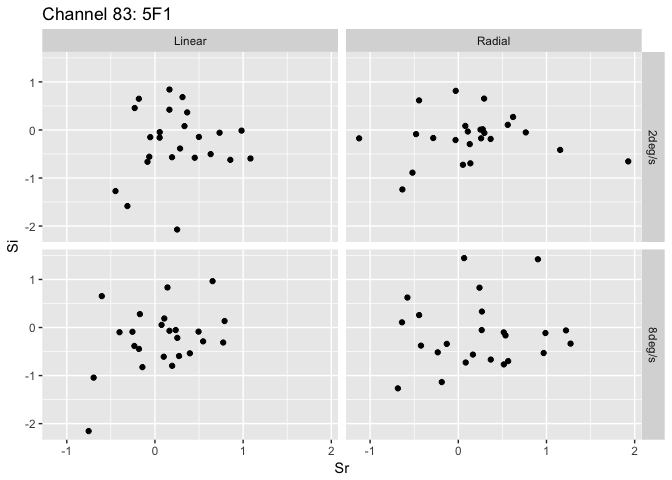 Channel 83: 5F1
Linear Radial
1
0
-1
-2
2deg/s
Si
1
0
-1
-2
8deg/s
-1 0 1 2 -1 0 1 2
Sr